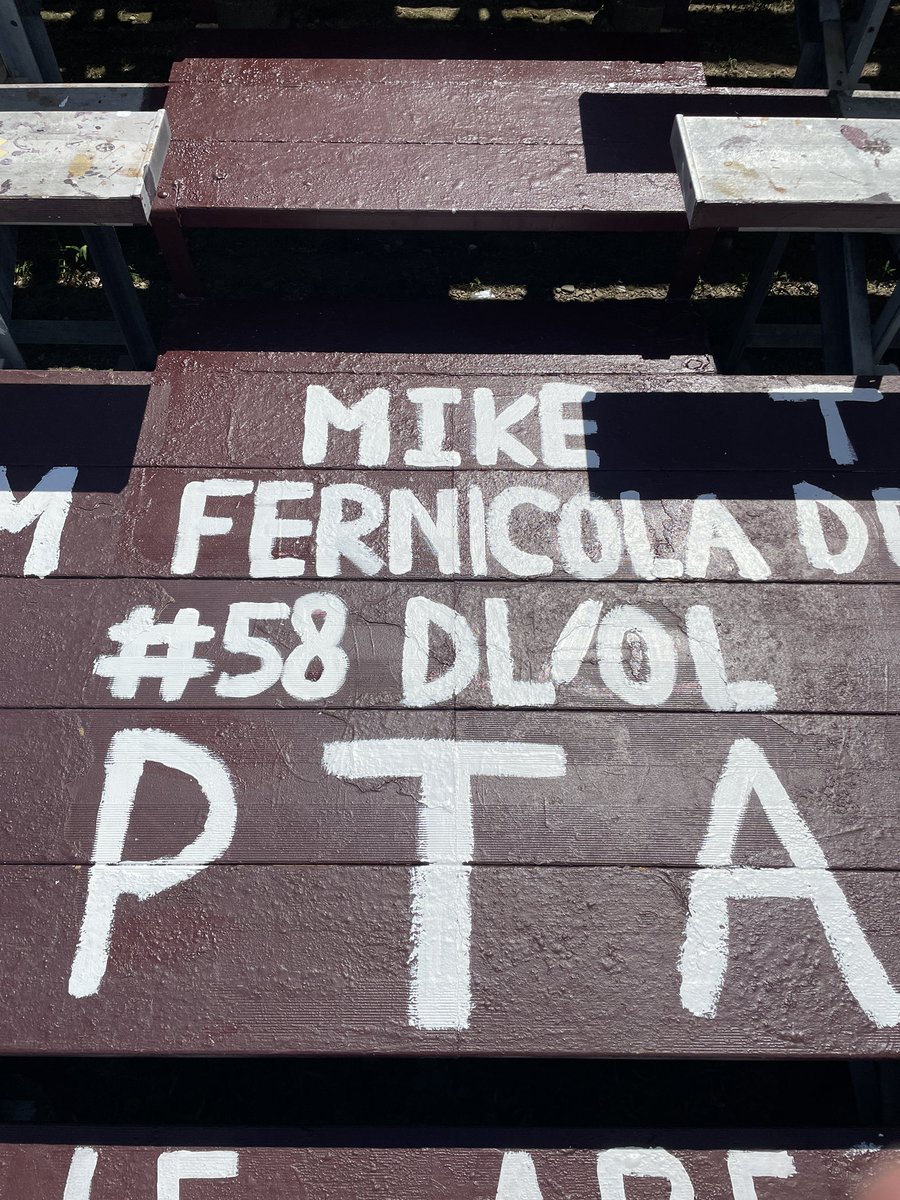 MIKE
FERNICOLA
#58 DL/OL
PTA